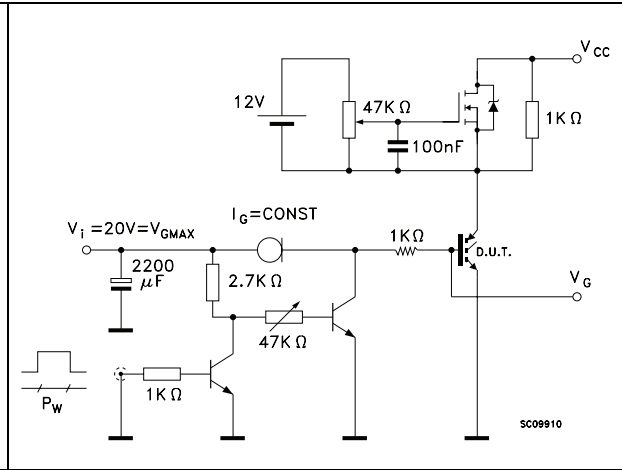 V_CC
12V
47KΩ
1KΩ
100nF
I_G=CONST
V_i =20V=V_GMAX
1KΩ
D.U.T.
2200
μF
2.7KΩ
V_G
47KΩ
1KΩ
P_W
SC09910